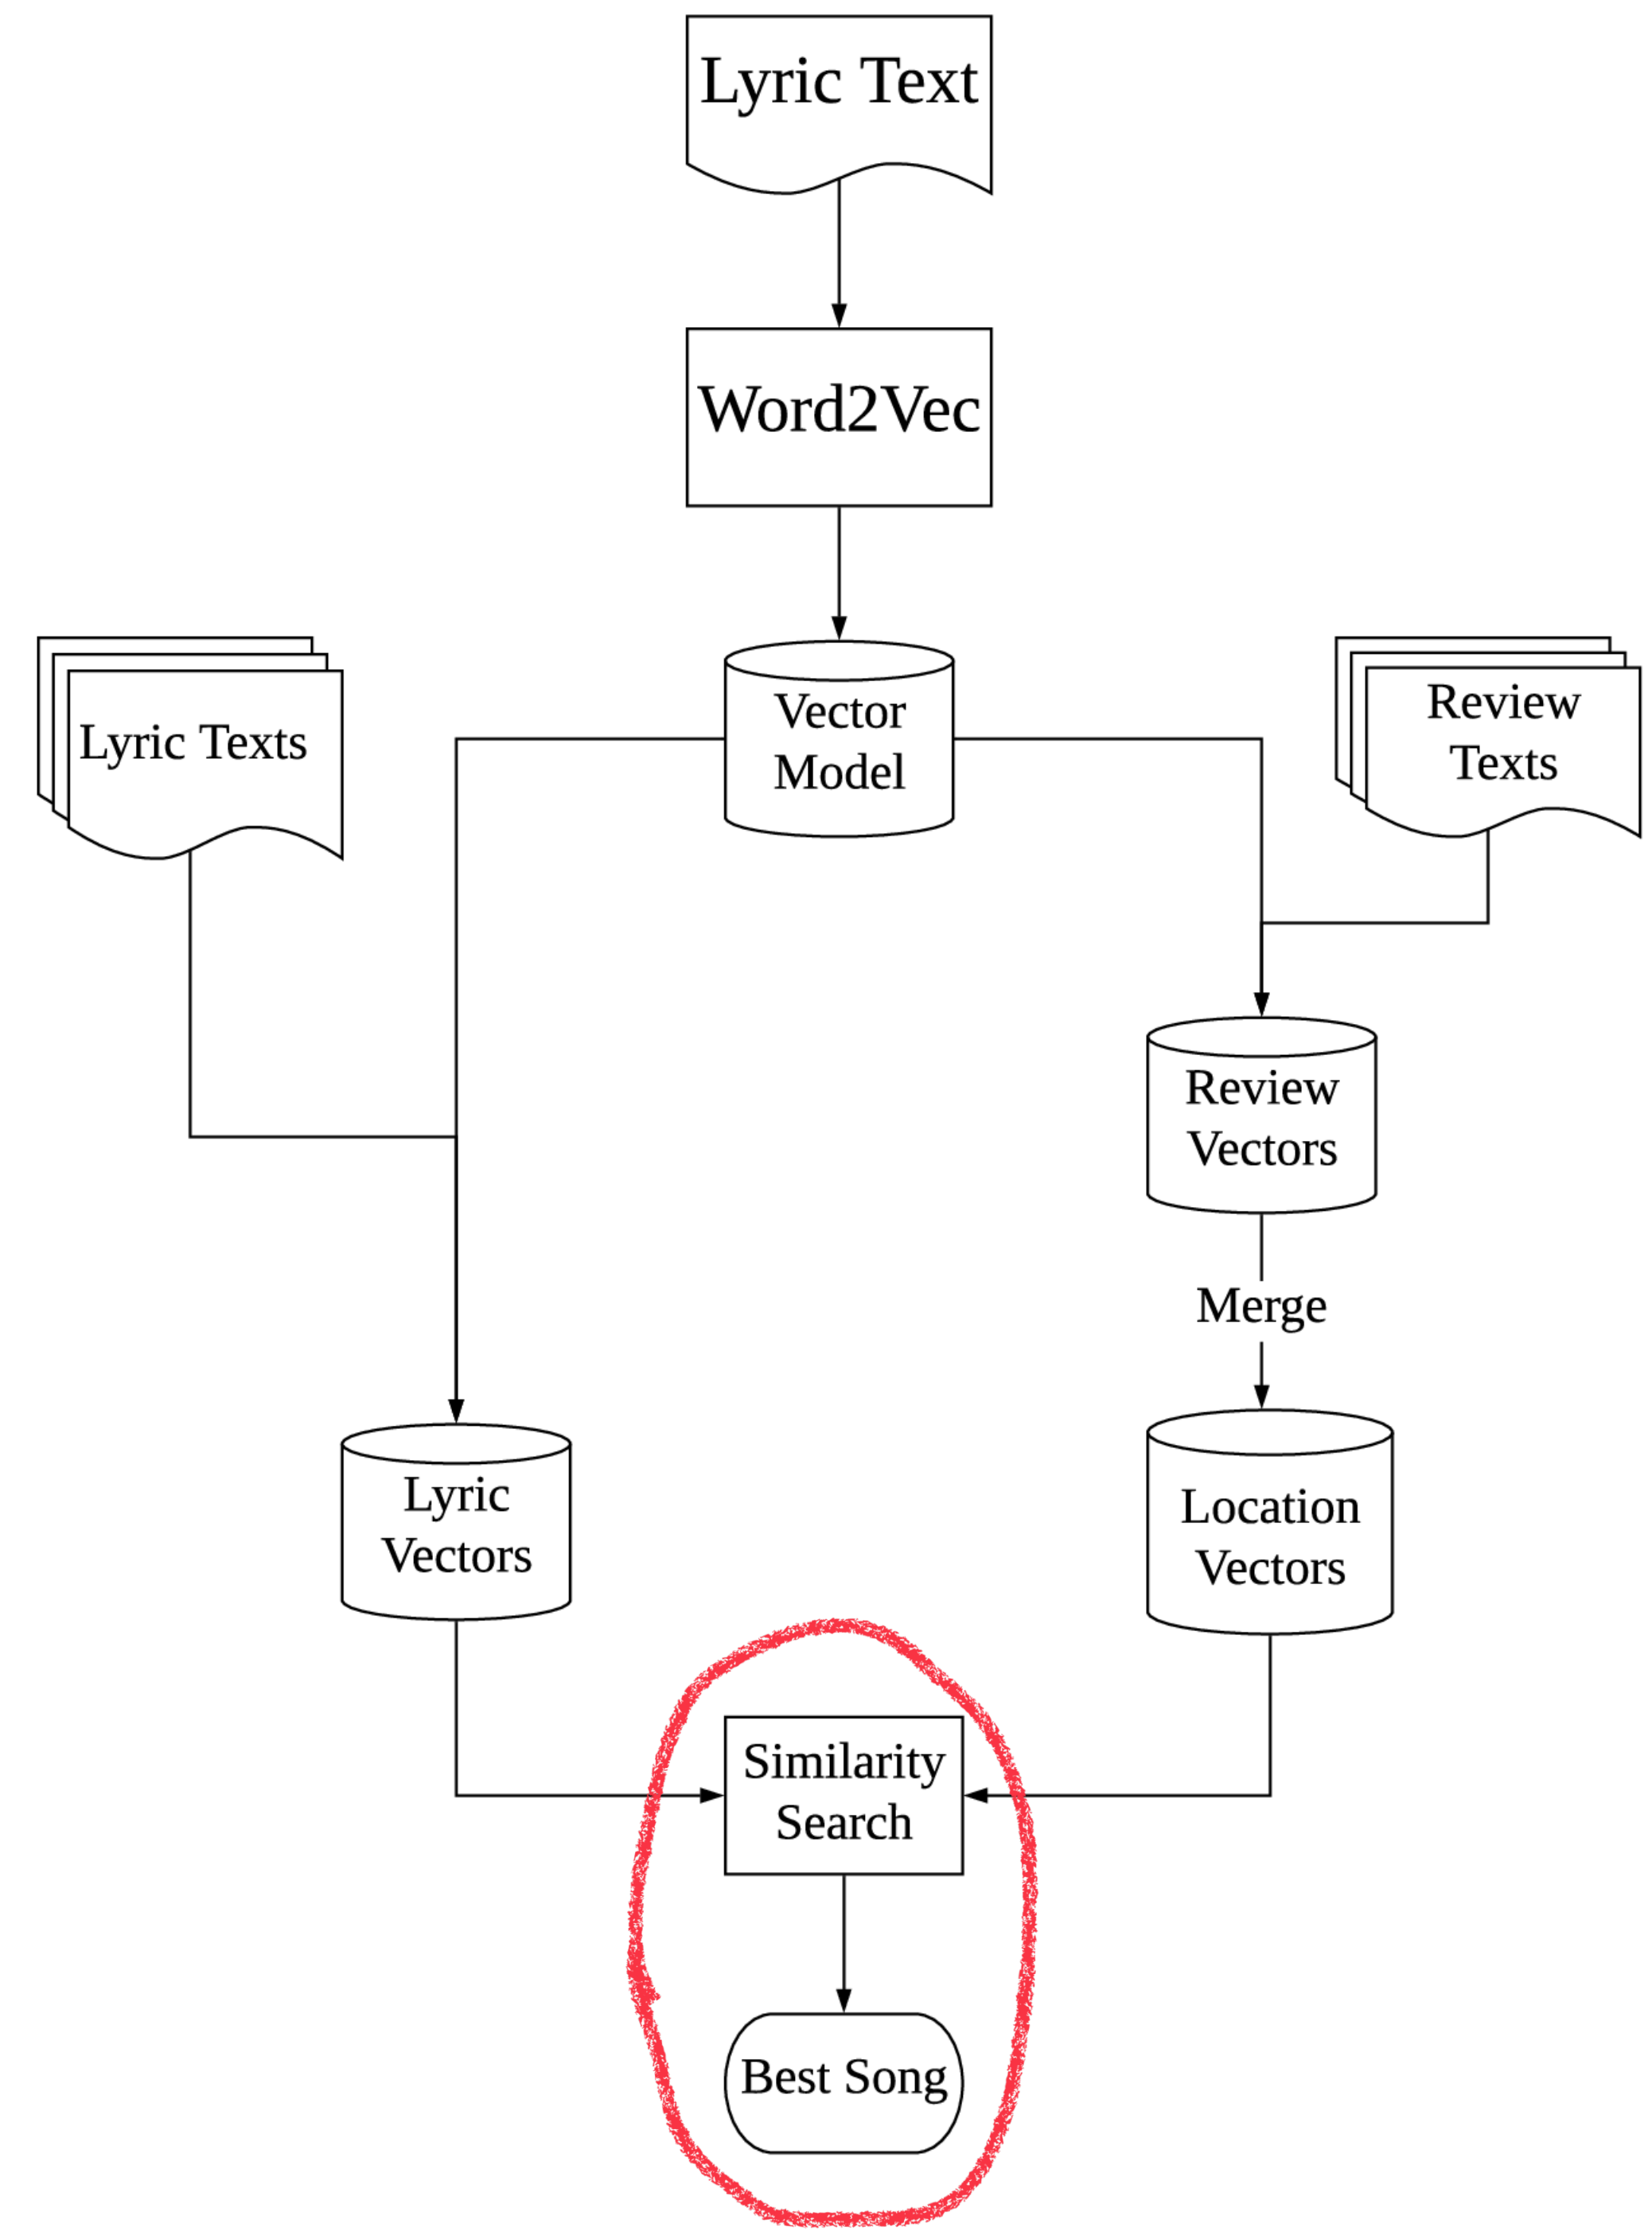 Lyric Text
Word2Vec
Vector
Model
Lyric Texts
Review
Texts
Review
Vectors
Merge
Lyric
Vectors
Location
Vectors
Similarity
Search
Best Song